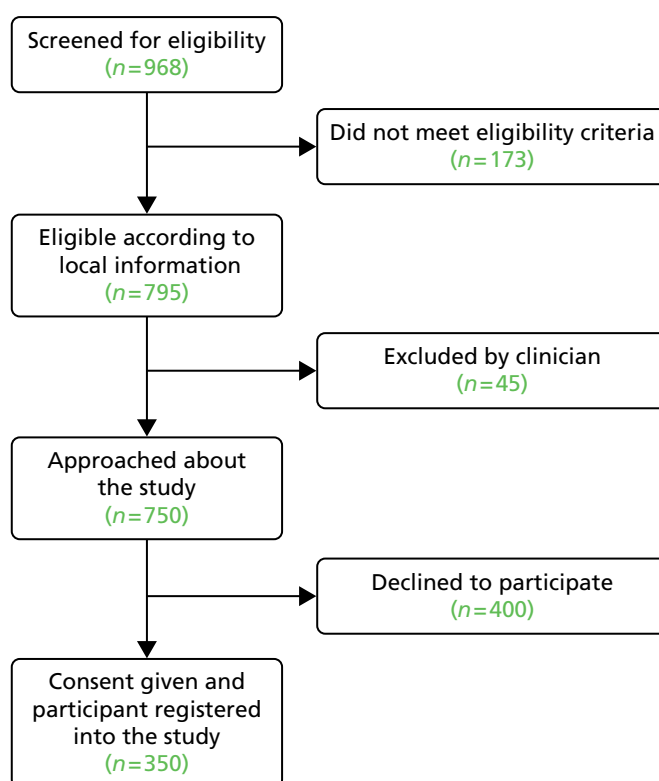 Screened for eligibility
(n=968)
Did not meet eligibility criteria
(n=173)
Eligible according to
local information
(n=795)
Excluded by clinician
(n=45)
Approached about
the study
(n=750)
Declined to participate
(n=400)
Consent given and
participant registered
into the study
(n=350)